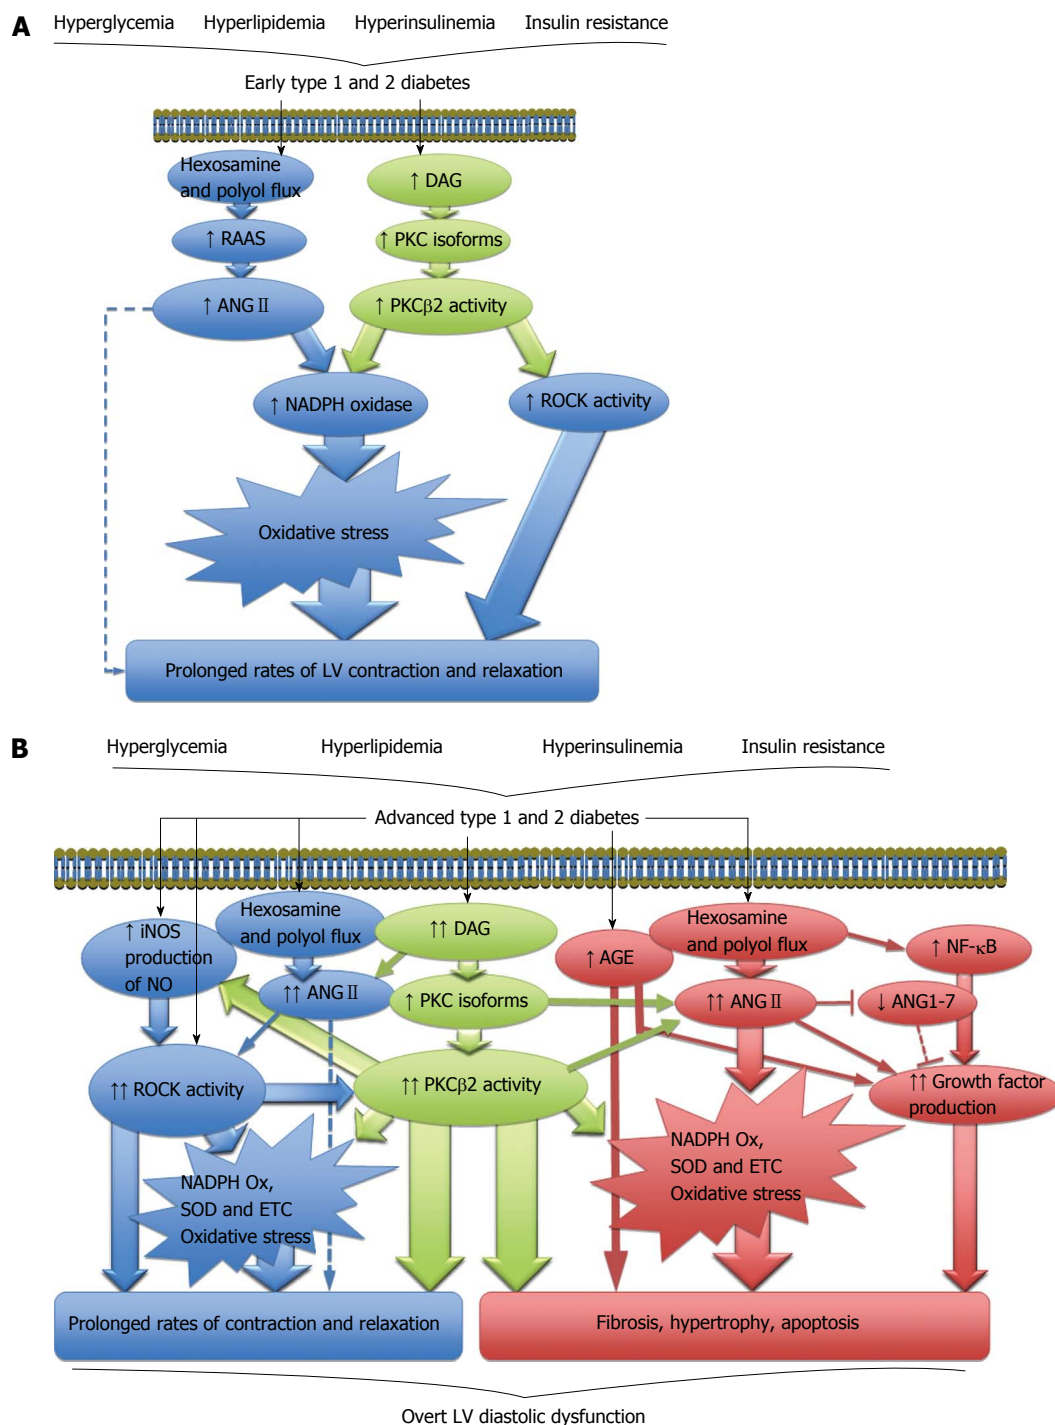 A
Hyperglycemia Hyperlipidemia Hyperinsulinemia Insulin resistance
Early type 1 and 2 diabetes
Hexosamine
and polyol flux
↑ DAG
↑ RAAS
↑ PKC isoforms
↑ ANG Ⅱ
↑ PKCβ2 activity
↑ NADPH oxidase
↑ ROCK activity
Oxidative stress
Prolonged rates of LV contraction and relaxation
B
Hyperglycemia Hyperlipidemia Hyperinsulinemia Insulin resistance
Advanced type 1 and 2 diabetes
↑ iNOS
production
of NO
Hexosamine
and polyol flux
↑↑ DAG
↑ AGE
Hexosamine
and polyol flux
↑ NF-κB
↑↑ ANG Ⅱ
↑ PKC isoforms
↑↑ ANG Ⅱ
↓ ANG1-7
↑↑ ROCK activity
↑↑ PKCβ2 activity
↑↑ Growth factor
production
NADPH Ox,
SOD and ETC
Oxidative stress
NADPH Ox,
SOD and ETC
Oxidative stress
Prolonged rates of contraction and relaxation
Fibrosis, hypertrophy, apoptosis
Overt LV diastolic dysfunction